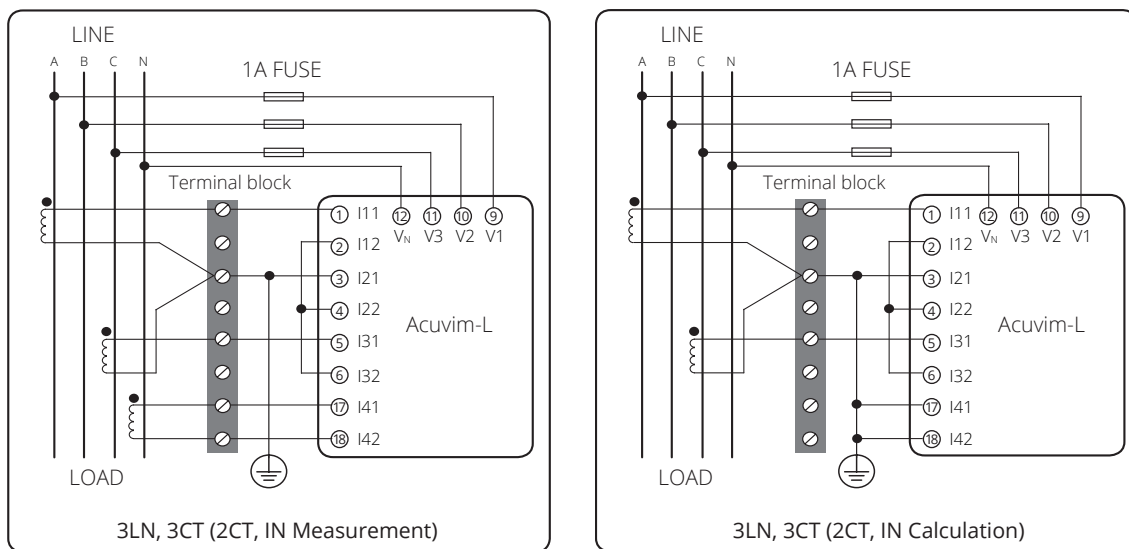 LINE
A B C N
1A FUSE
Terminal block
12 11 10 9
VN V3 V2 V1
1 I11
2 I12
3 I21
4 I22
5 I31
6 I32
17 I41
18 I42
Acuvim-L
LOAD
3LN, 3CT (2CT, IN Measurement)
LINE
A B C N
1A FUSE
Terminal block
12 11 10 9
VN V3 V2 V1
1 I11
2 I12
3 I21
4 I22
5 I31
6 I32
17 I41
18 I42
Acuvim-L
LOAD
3LN, 3CT (2CT, IN Calculation)